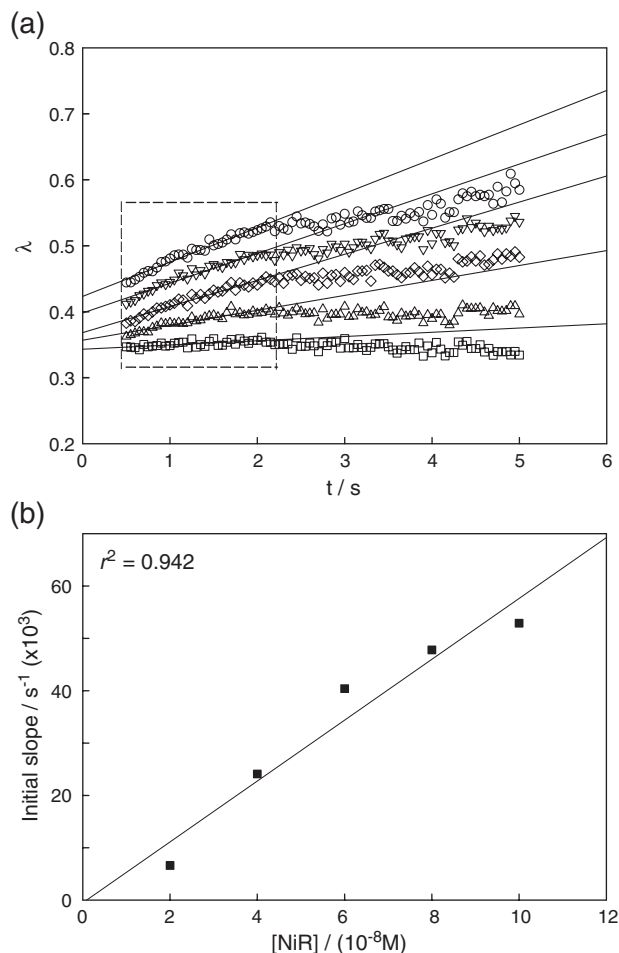 (a)
0.8
0.7
0.6
0.5
λ
0.4
0.3
0.2
0 1 2 3 4 5 6
t / s
(b)
r² = 0.942
60
Initial slope / s⁻¹ (x10³)
40
20
0
0 2 4 6 8 10 12
[NiR] / (10⁻⁸M)